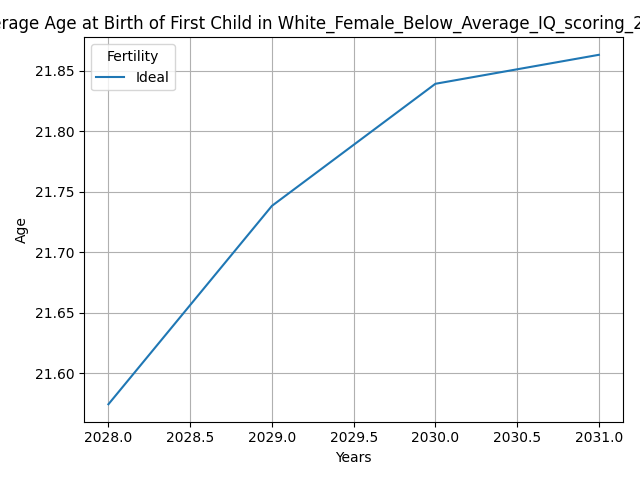 Average Age at Birth of First Child in White_Female_Below_Average_IQ_scoring_2
Fertility
Ideal
21.85
21.80
21.75
21.70
21.65
21.60
Age
2028.0 2028.5 2029.0 2029.5 2030.0 2030.5 2031.0
Years